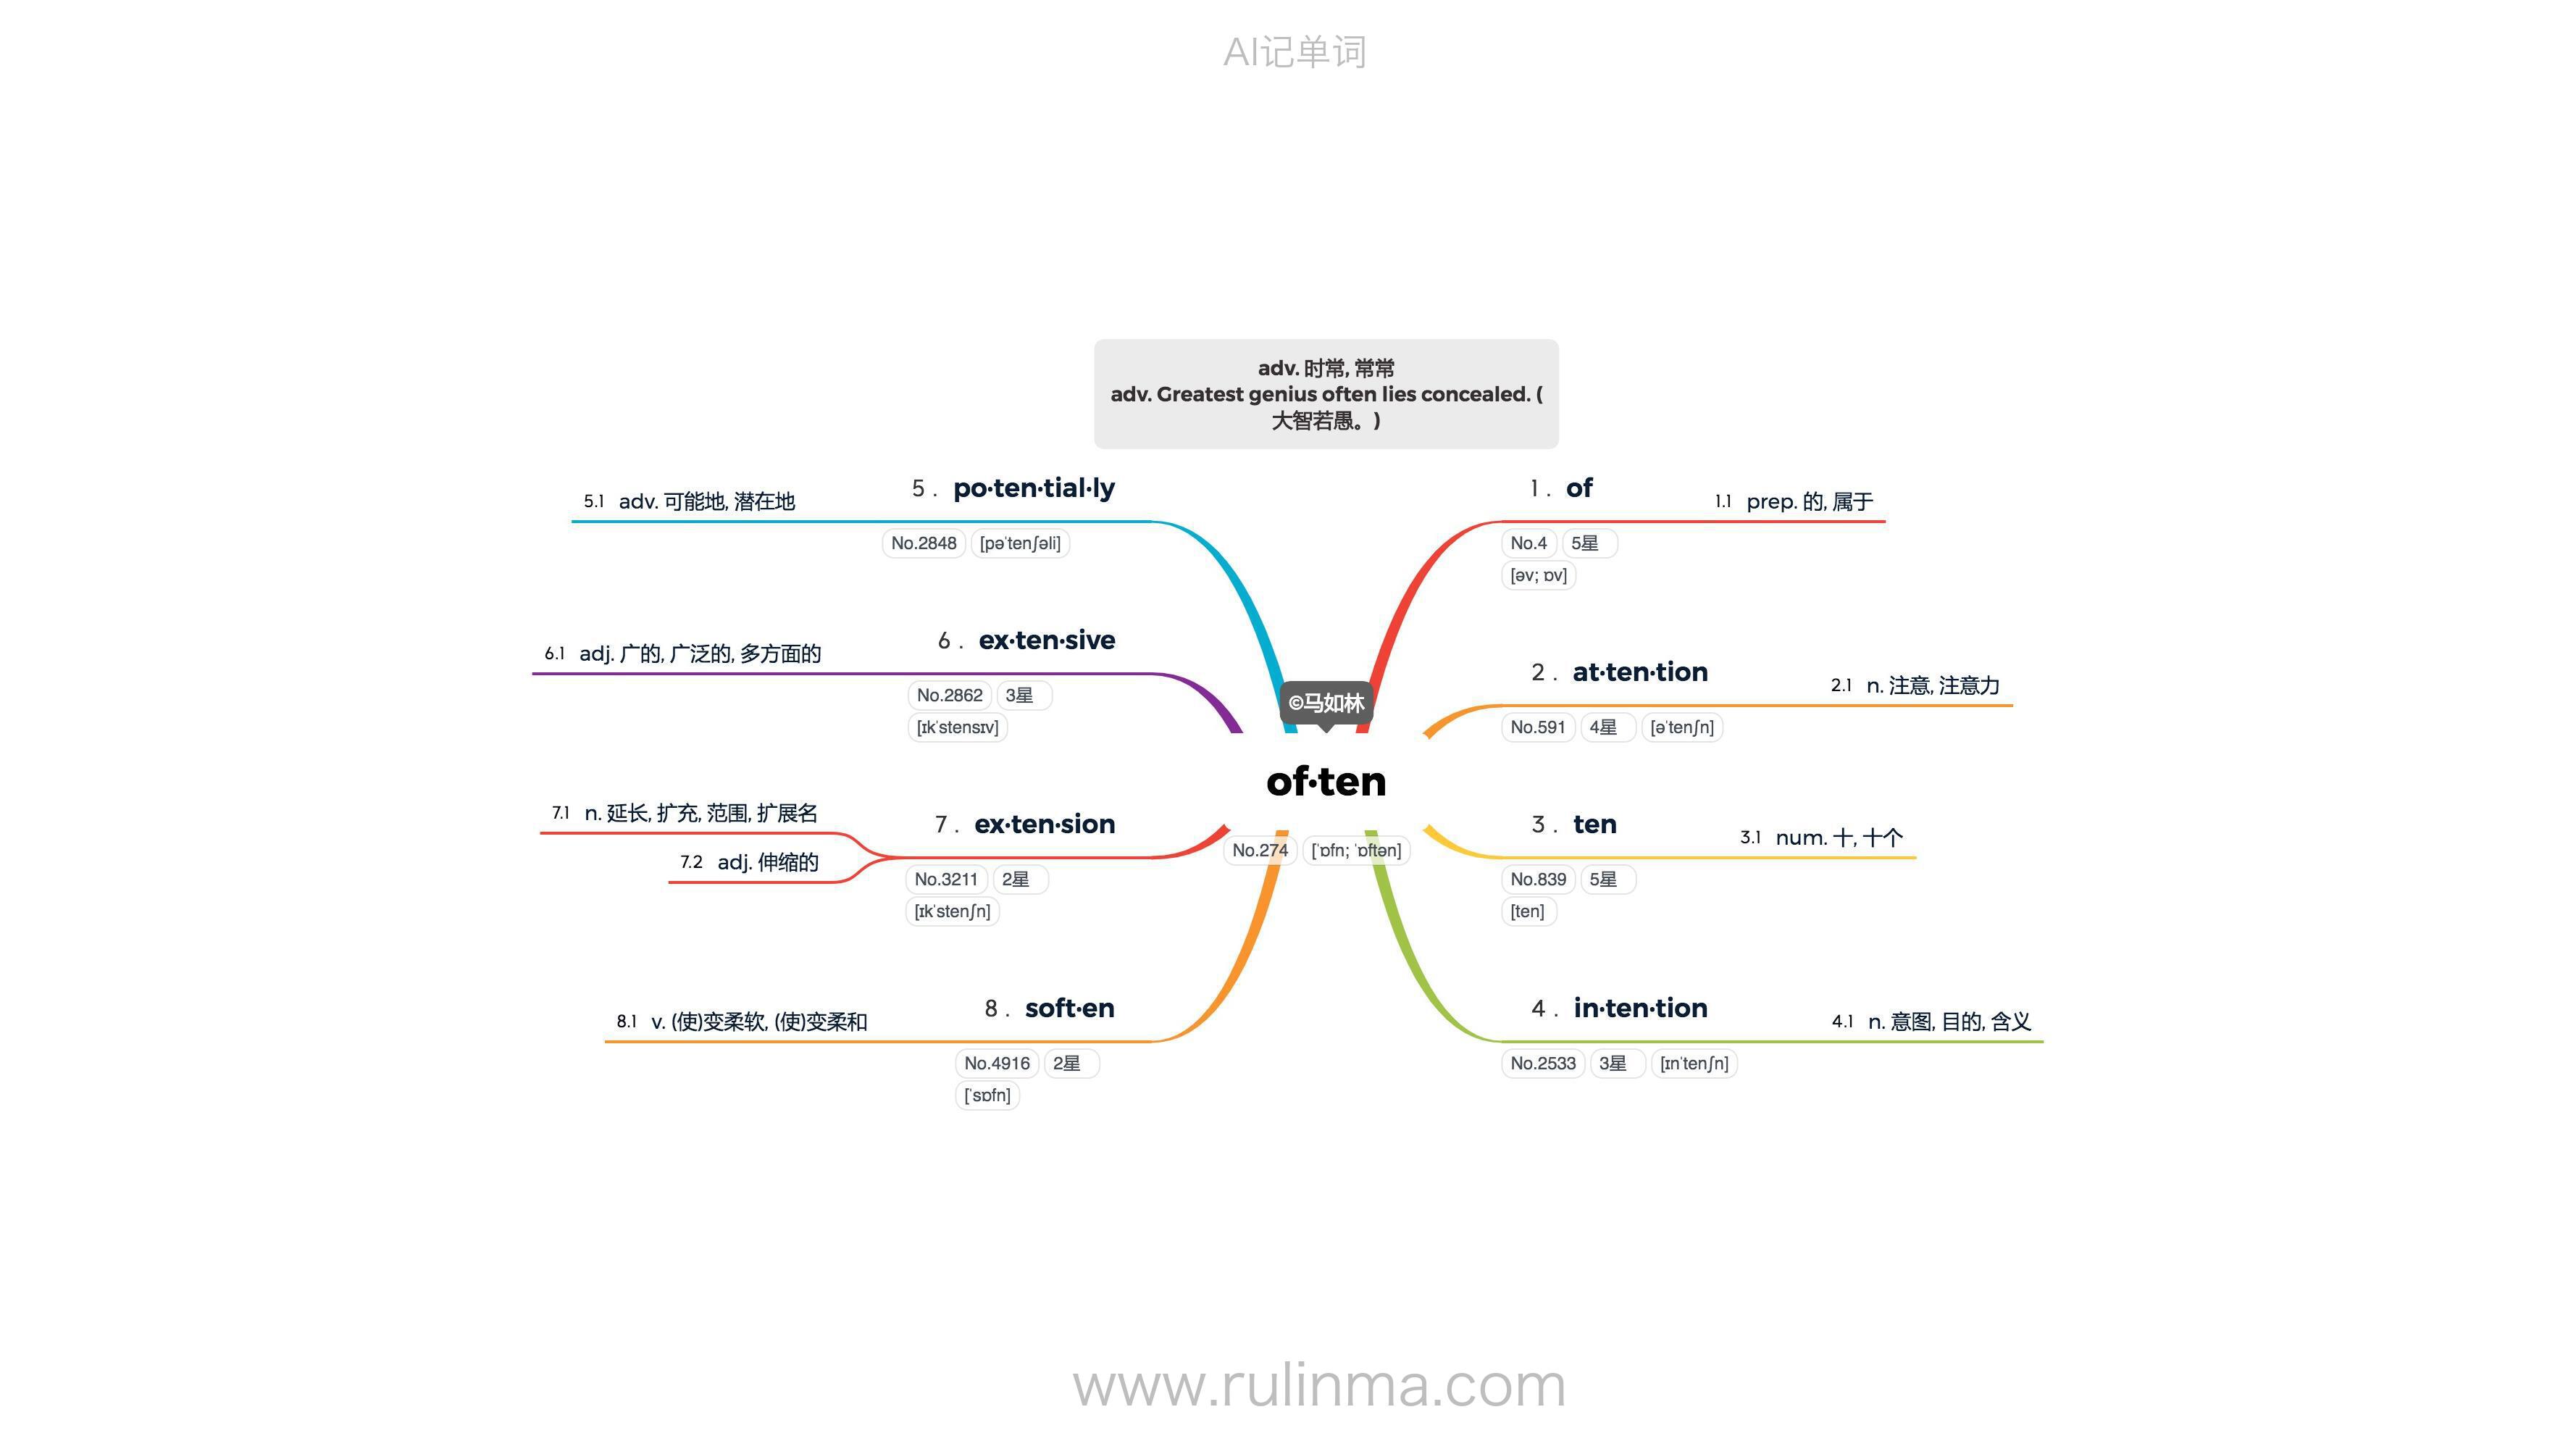 AI记单词
adv. 时常, 常常
adv. Greatest genius often lies concealed. (
大智若愚。)
©马如林
of·ten
No.274 [ˈɒfn; ˈɒftən]
1 . of
1.1 prep. 的, 属于
No.4 5星
[əv; ɒv]
2 . at·ten·tion
2.1 n. 注意, 注意力
No.591 4星 [əˈtenʃn]
3 . ten
3.1 num. 十, 十个
No.839 5星
[ten]
4 . in·ten·tion
4.1 n. 意图, 目的, 含义
No.2533 3星 [ɪnˈtenʃn]
5 . po·ten·tial·ly
5.1 adv. 可能地, 潜在地
No.2848 [pəˈtenʃəli]
6 . ex·ten·sive
6.1 adj. 广的, 广泛的, 多方面的
No.2862 3星
[ɪkˈstensɪv]
7 . ex·ten·sion
7.1 n. 延长, 扩充, 范围, 扩展名
7.2 adj. 伸缩的
No.3211 2星
[ɪkˈstenʃn]
8 . soft·en
8.1 v. (使)变柔软, (使)变柔和
No.4916 2星
[ˈsɒfn]
www.rulinma.com